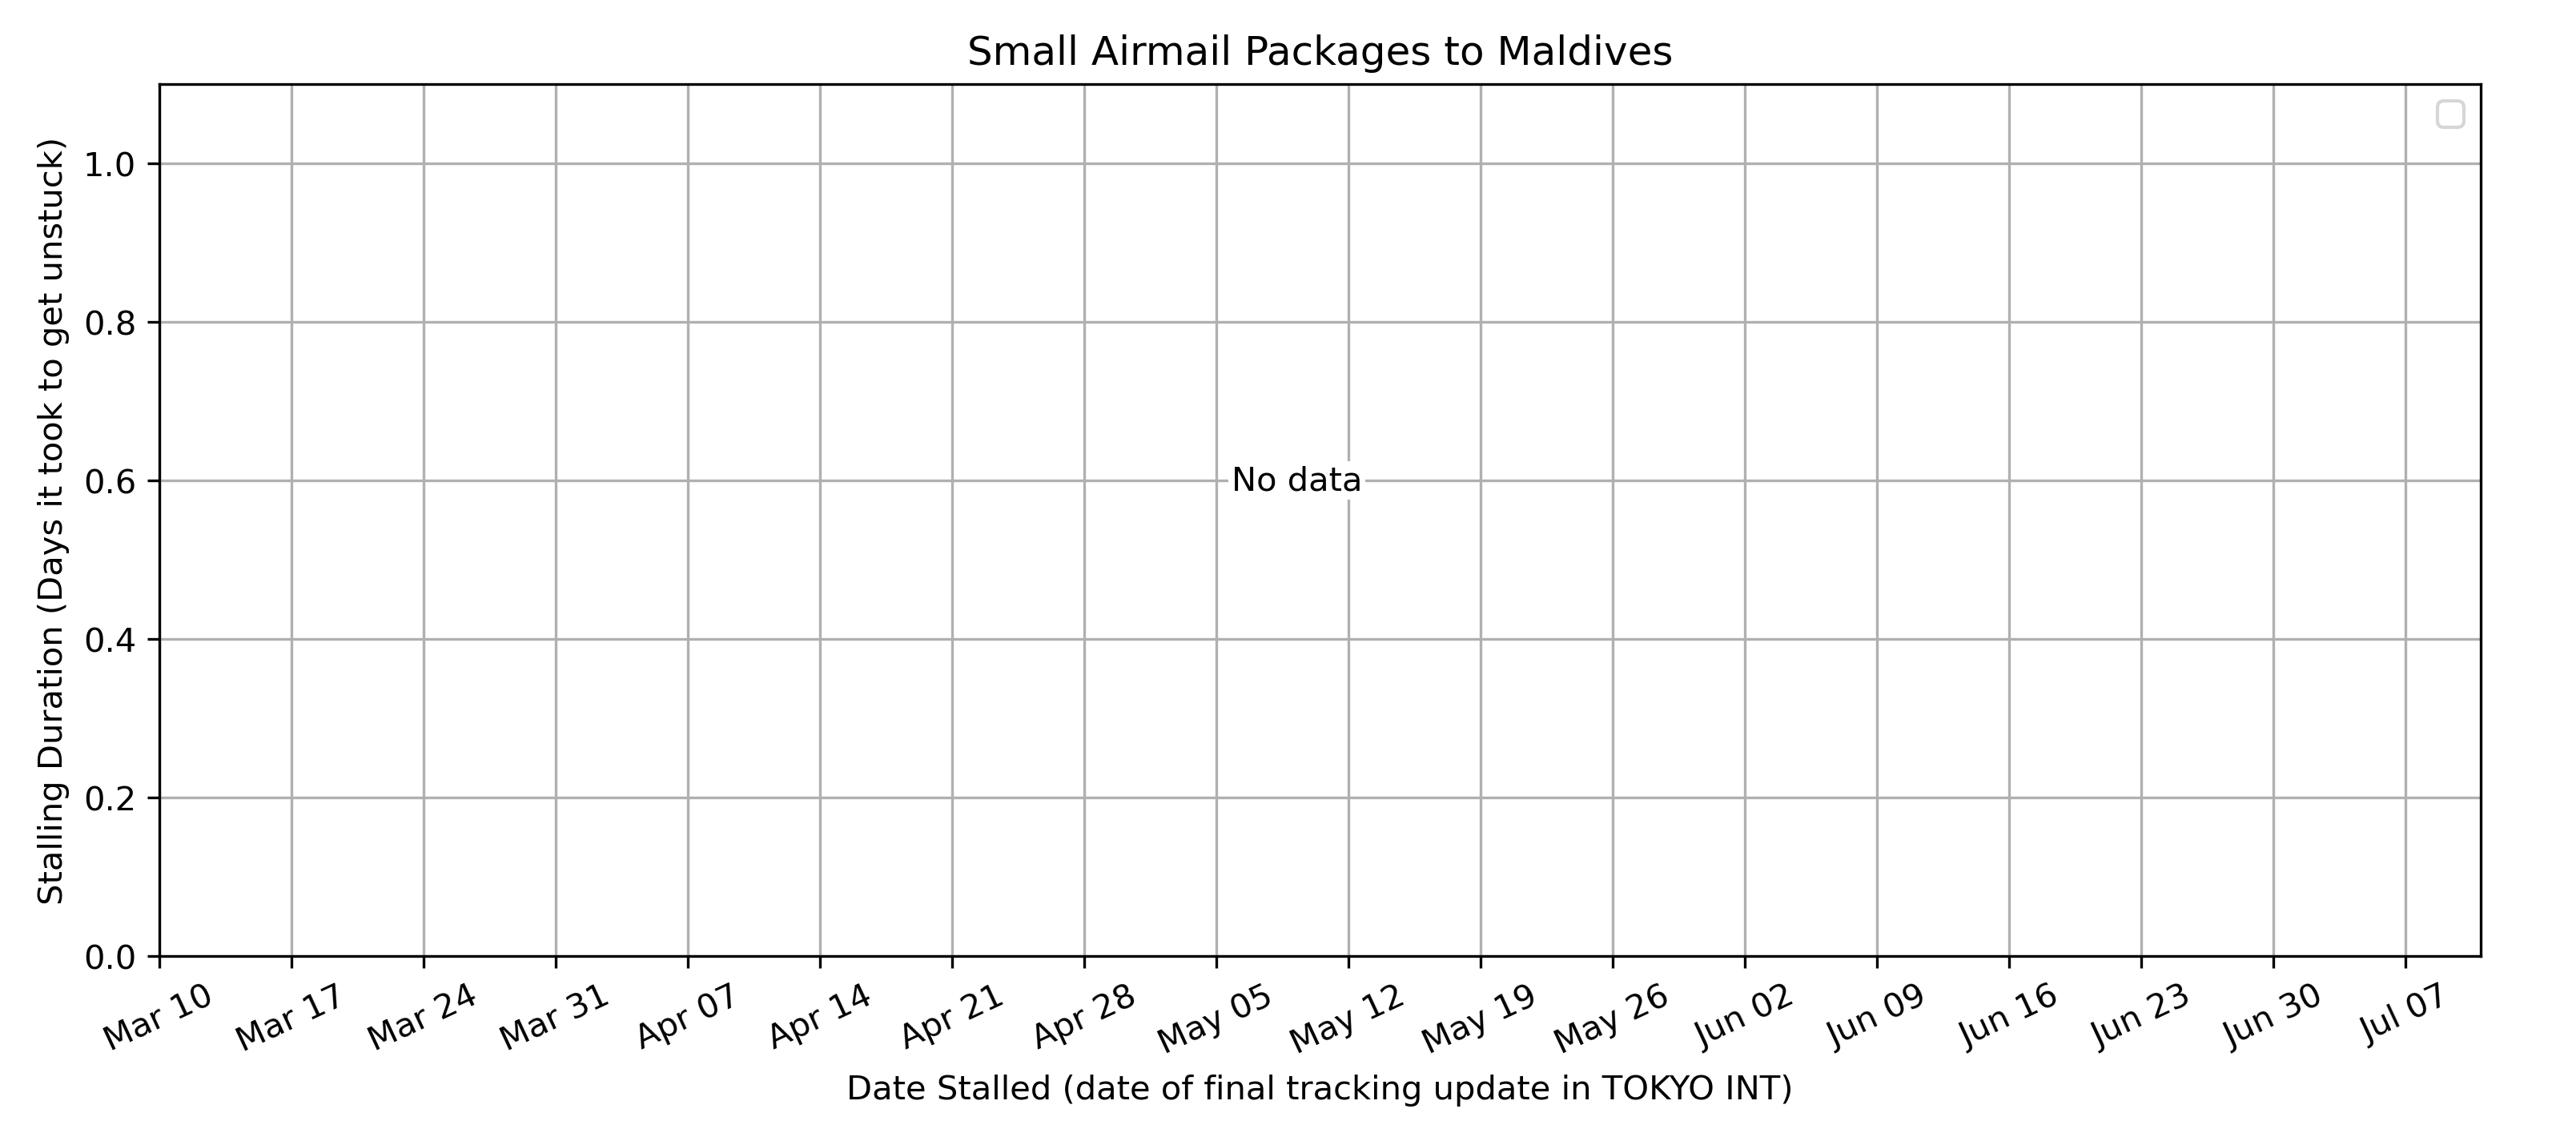 Small Airmail Packages to Maldives
Stalling Duration (Days it took to get unstuck)
1.0
0.8
0.6
0.4
0.2
0.0
No data
Mar 10
Mar 17
Mar 24
Mar 31
Apr 07
Apr 14
Apr 21
Apr 28
May 05
May 12
May 19
May 26
Jun 02
Jun 09
Jun 16
Jun 23
Jun 30
Jul 07
Date Stalled (date of final tracking update in TOKYO INT)